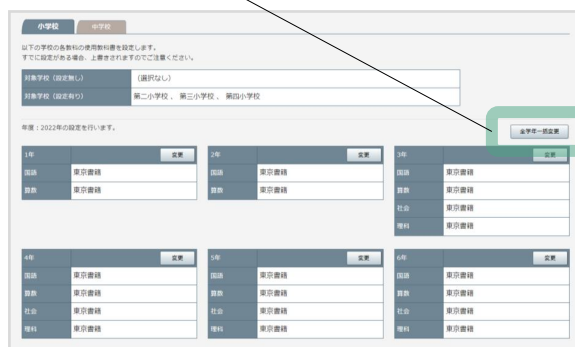 小学校 中学校
以下の学校の各教科の使用教科書を設定します。
すでに設定がある場合、上書きされますのでご注意ください。
対象学校（設定無し） （選択なし）
対象学校（設定有り） 第二小学校 、 第三小学校 、 第四小学校
年度：2022年の設定を行います。
全学年一括変更
1年 変更
国語 東京書籍
算数 東京書籍
2年 変更
国語 東京書籍
算数 東京書籍
3年 変更
国語 東京書籍
算数 東京書籍
社会 東京書籍
理科 東京書籍
4年 変更
国語 東京書籍
算数 東京書籍
社会 東京書籍
理科 東京書籍
5年 変更
国語 東京書籍
算数 東京書籍
社会 東京書籍
理科 東京書籍
6年 変更
国語 東京書籍
算数 東京書籍
社会 東京書籍
理科 東京書籍